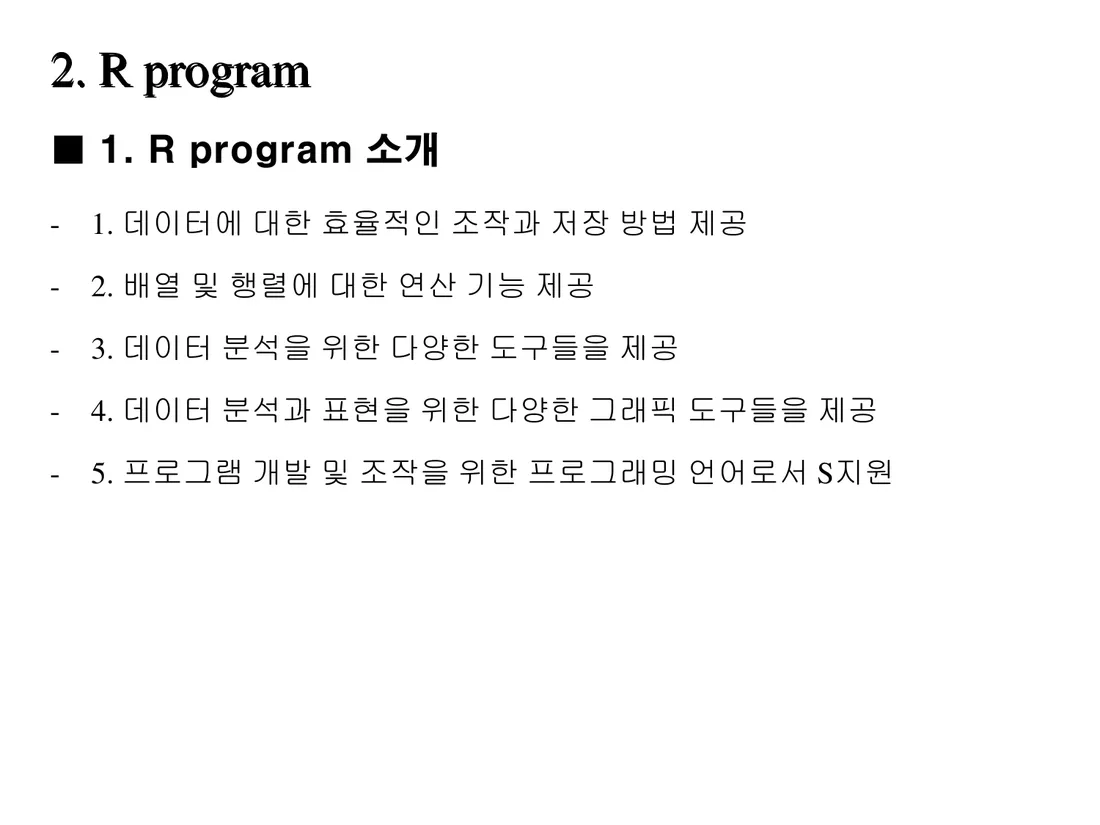 2. R program
■ 1. R program 소개
- 1. 데이터에 대한 효율적인 조작과 저장 방법 제공
- 2. 배열 및 행렬에 대한 연산 기능 제공
- 3. 데이터 분석을 위한 다양한 도구들을 제공
- 4. 데이터 분석과 표현을 위한 다양한 그래픽 도구들을 제공
- 5. 프로그램 개발 및 조작을 위한 프로그래밍 언어로서 S지원